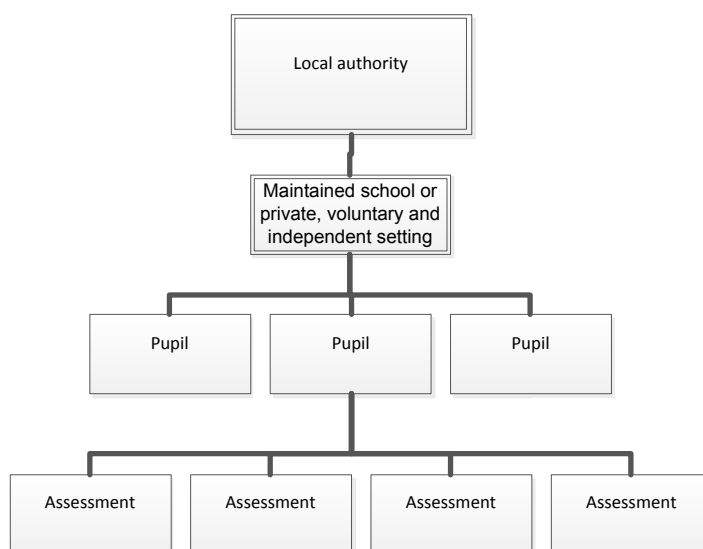 Local authority
Maintained school or
private, voluntary and
independent setting
Pupil
Pupil
Pupil
Assessment
Assessment
Assessment
Assessment